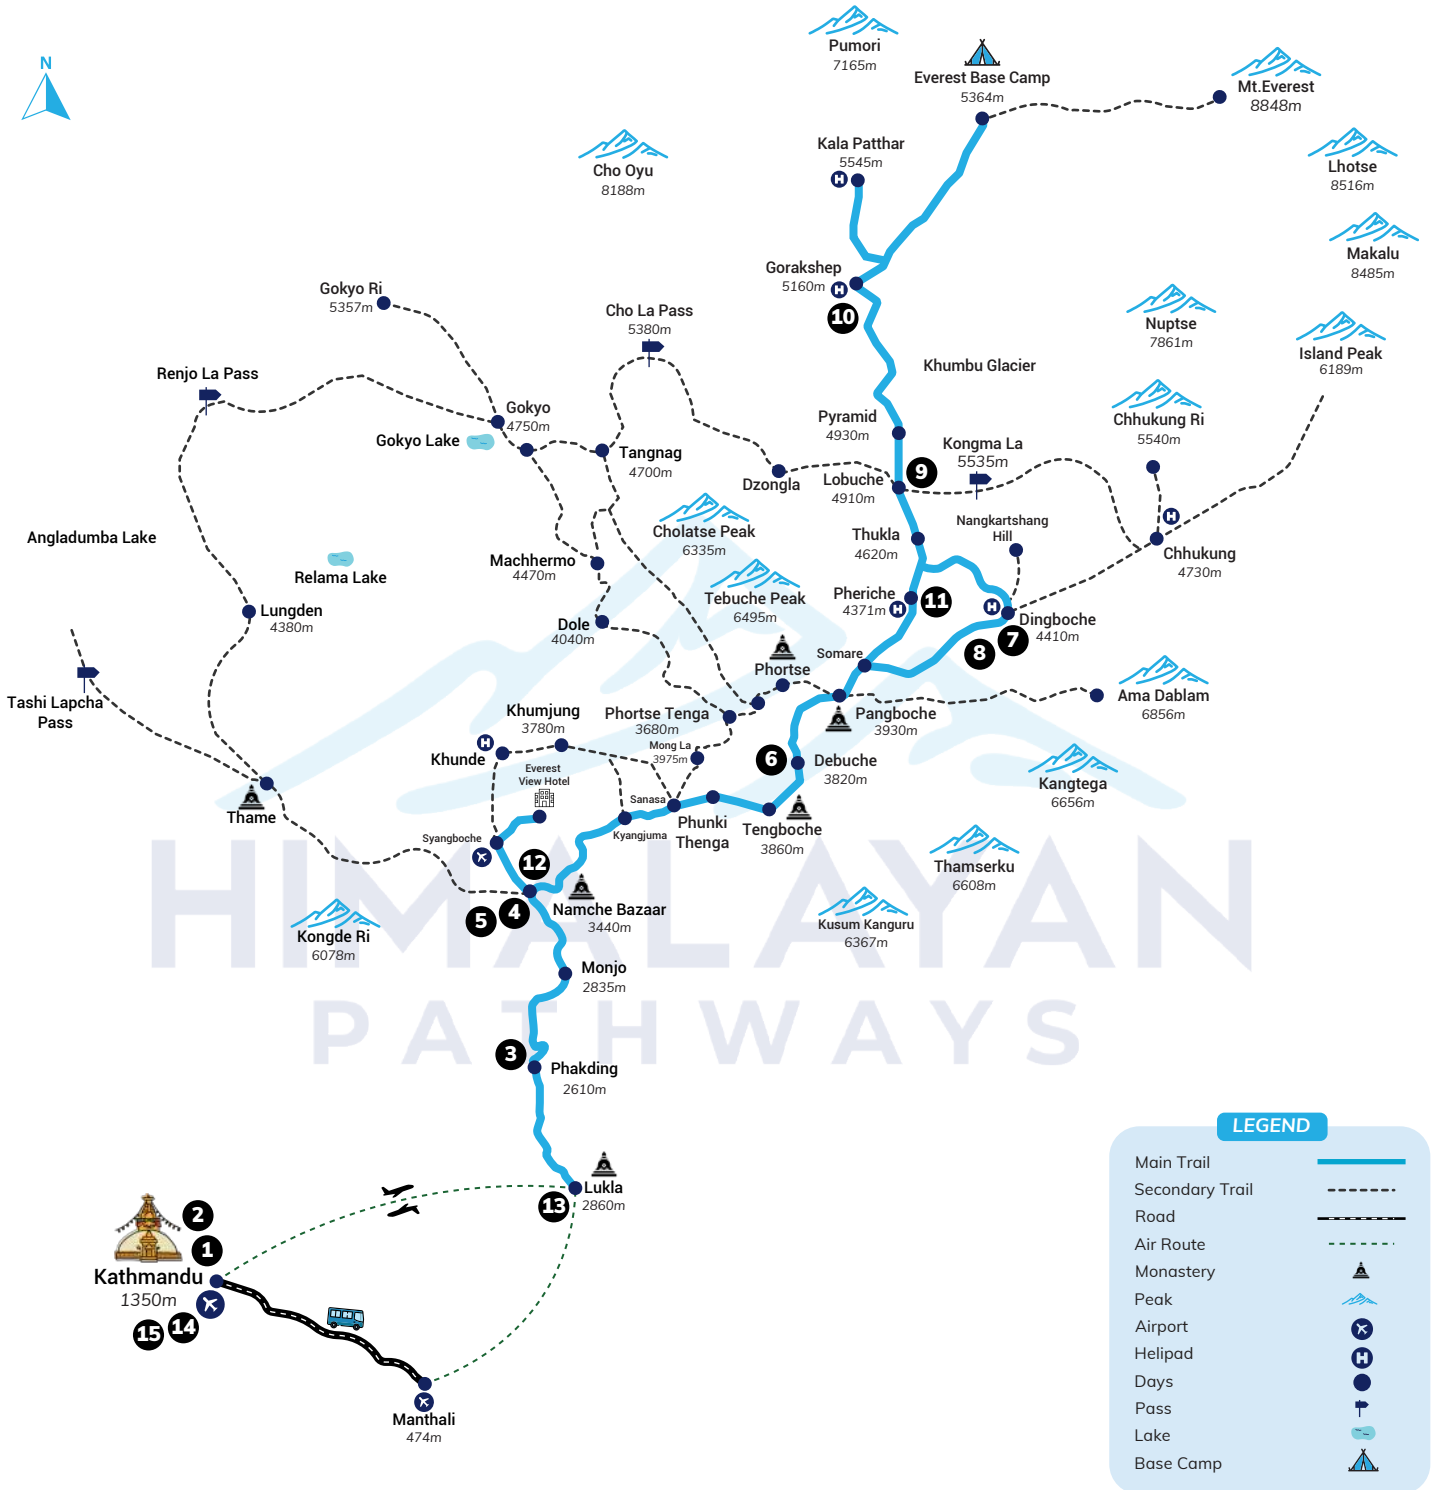 N
Pumori
7165m
Everest Base Camp
5364m
Mt.Everest
8848m
Kala Patthar
5545m
H
Cho Oyu
8188m
Lhotse
8516m
Makalu
8485m
Gorakshep
5160m
H
10
Gokyo Ri
5357m
Cho La Pass
5380m
Nuptse
7861m
Island Peak
6189m
Khumbu Glacier
Renjo La Pass
Gokyo
4750m
Gokyo Lake
Tangnag
4700m
Pyramid
4930m
Chhukung Ri
5540m
Kongma La
5535m
9
Dzongla
Lobuche
4910m
Cholatse Peak
6335m
Thukla
4620m
Nangkartshang
Hill
H
Chhukung
4730m
Angladumba Lake
Relama Lake
Machhermo
4470m
Tebuche Peak
6495m
Pheriche
4371m
H
11
H
Dingboche
4410m
7
8
Lungden
4380m
Dole
4040m
Somare
Phortse
Tashi Lapcha
Pass
Ama Dablam
6856m
Khumjung
3780m
Phortse Tenga
3680m
Pangboche
3930m
H
Khunde
Mong La
3975m
6
Debuche
3820m
Everest
View Hotel
Kangtega
6656m
Thame
Sanasa
Syangboche
Kyangjuma
Phunki
Thenga
Tengboche
3860m
12
Thamserku
6608m
HIMALAYAN
PATHWAYS
5
4
Namche Bazaar
3440m
Kusum Kanguru
6367m
Kongde Ri
6078m
Monjo
2835m
3
Phakding
2610m
Lukla
2860m
13
2
1
Kathmandu
1350m
15
14
Manthali
474m
LEGEND
Main Trail
Secondary Trail
Road
Air Route
Monastery
Peak
Airport
Helipad
H
Days
Pass
Lake
Base Camp